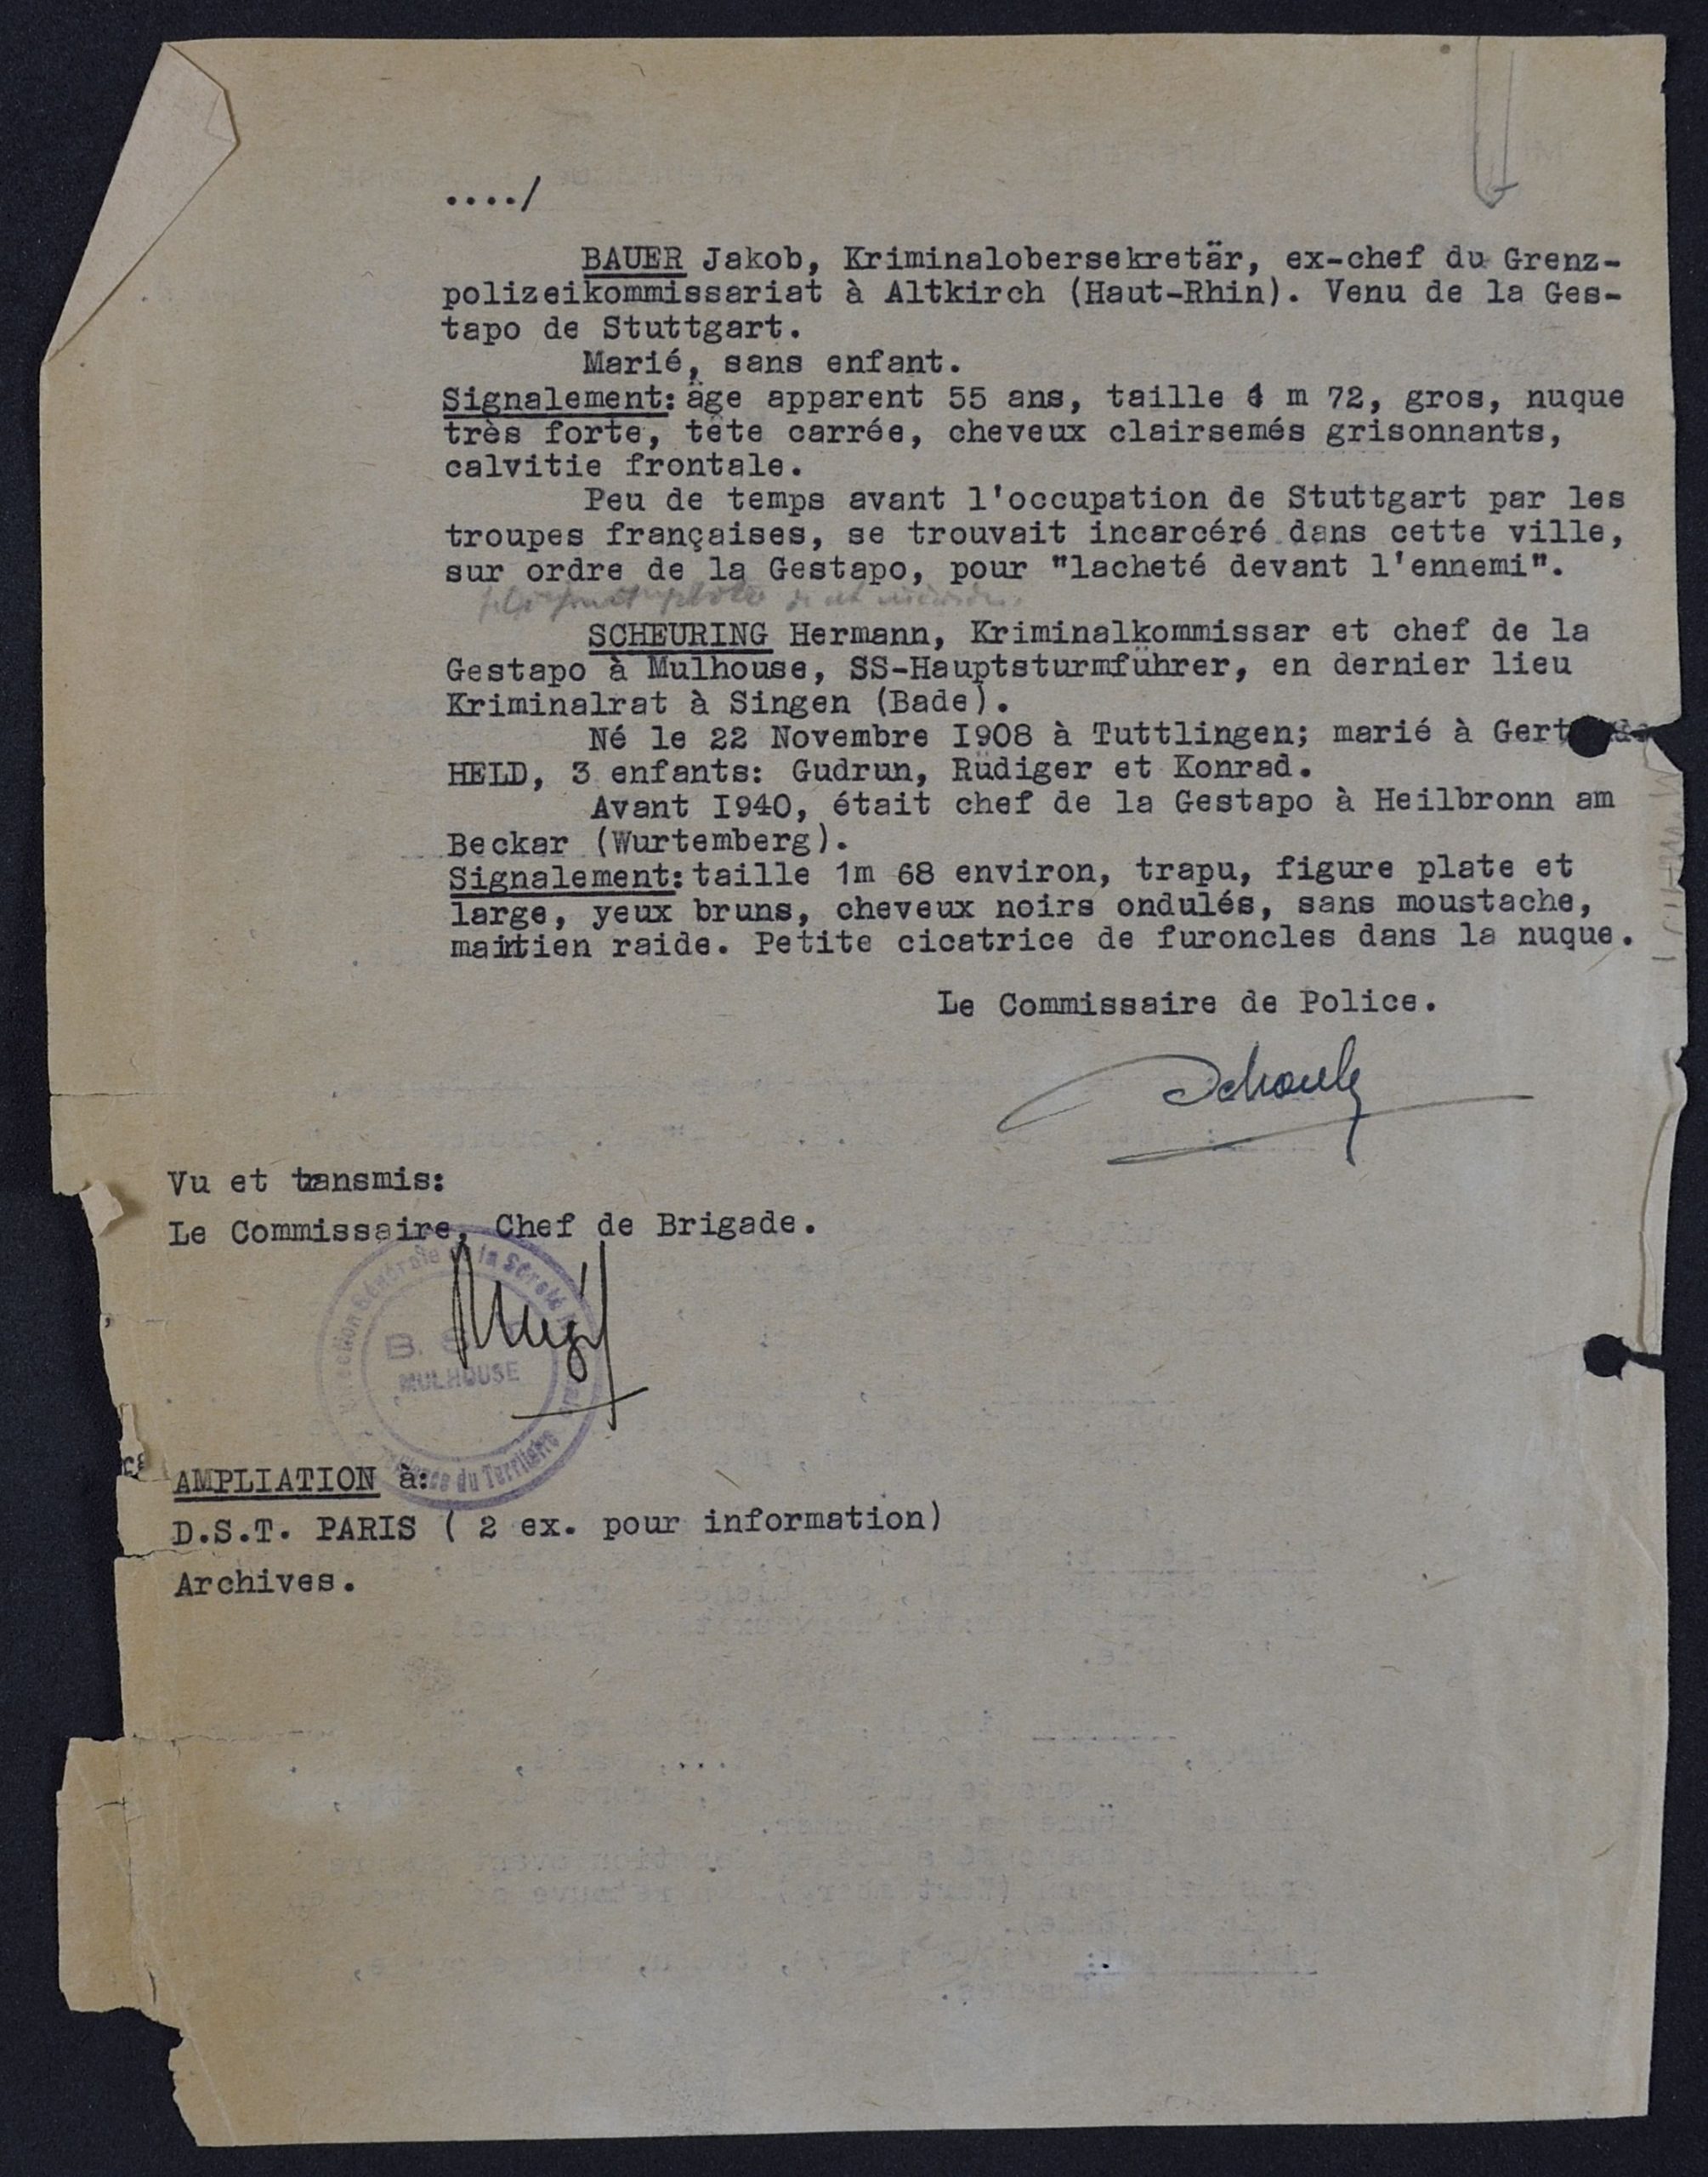 ..../
BAUER Jakob, Kriminalobersekretär, ex-chef du Grenz-
polizeikommissariat à Altkirch (Haut-Rhin). Venu de la Ges-
tapo de Stuttgart.
Marié, sans enfant.
Signalement: âge apparent 55 ans, taille 1 m 72, gros, nuque
très forte, tête carrée, cheveux clairsemés grisonnants,
calvitie frontale.
Peu de temps avant l'occupation de Stuttgart par les
troupes françaises, se trouvait incarcéré dans cette ville,
sur ordre de la Gestapo, pour "lacheté devant l'ennemi".
SCHEURING Hermann, Kriminalkommissar et chef de la
Gestapo à Mulhouse, SS-Hauptsturmführer, en dernier lieu
Kriminalrat à Singen (Bade).
Né le 22 Novembre I908 à Tuttlingen; marié à
HELD, 3 enfants: Gudrun, Rüdiger et Konrad.
Avant I940, était chef de la Gestapo à Heilbronn am
Beckar (Wurtemberg).
Signalement: taille 1m 68 environ, trapu, figure plate et
large, yeux bruns, cheveux noirs ondulés, sans moustache,
maintien raide. Petite cicatrice de furoncles dans la nuque.
Le Commissaire de Police.
Vu et transmis:
Le Commissaire, Chef de Brigade.
MULHOUSE
du Territoire
AMPLIATION à:
D.S.T. PARIS ( 2 ex. pour information)
Archives.